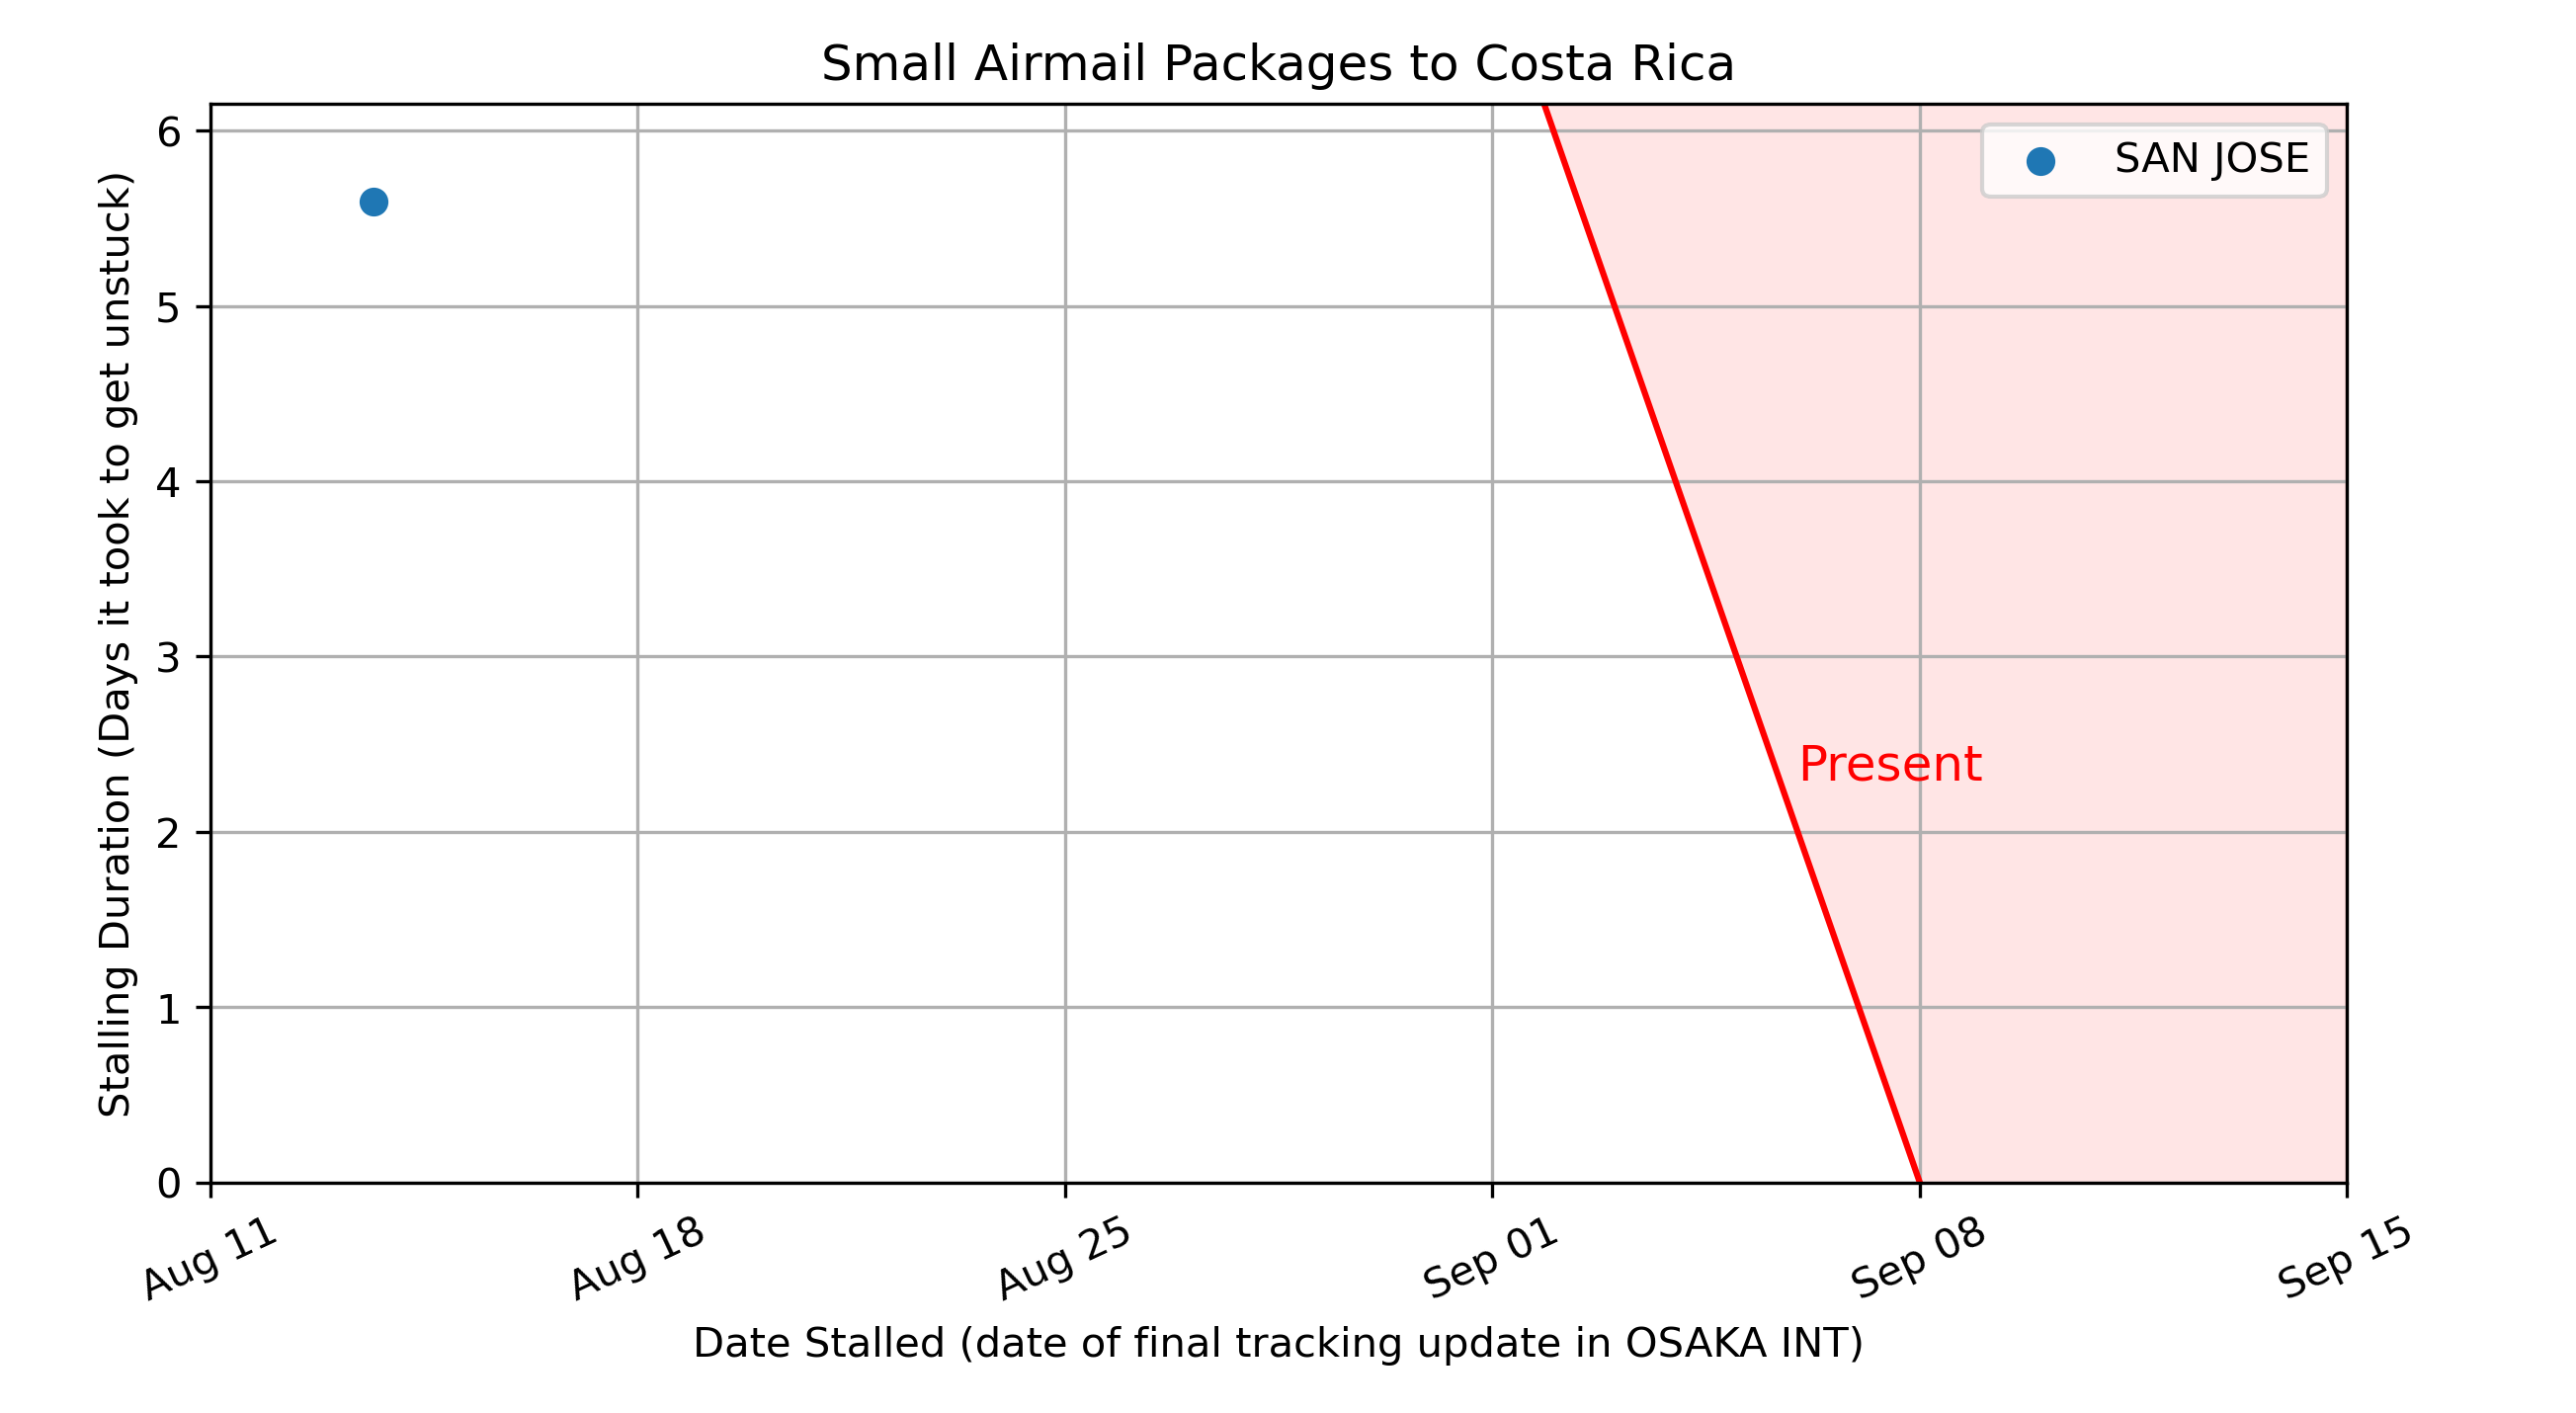 Small Airmail Packages to Costa Rica
SAN JOSE
Present
Stalling Duration (Days it took to get unstuck)
6
5
4
3
2
1
0
Aug 11
Aug 18
Aug 25
Sep 01
Sep 08
Sep 15
Date Stalled (date of final tracking update in OSAKA INT)